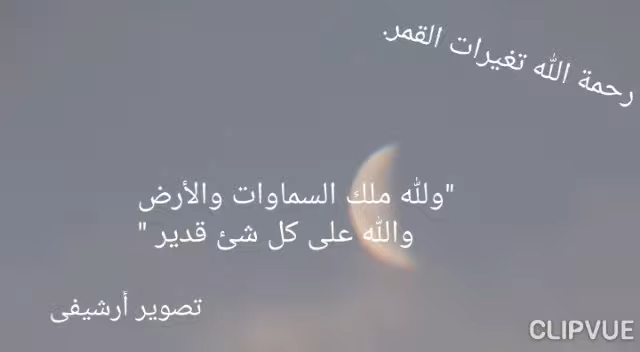 رحمة الله تغيرات القمر.
"ولله ملك السماوات والأرض
والله على كل شئ قدير "
تصوير أرشيفى
CLIPVUE